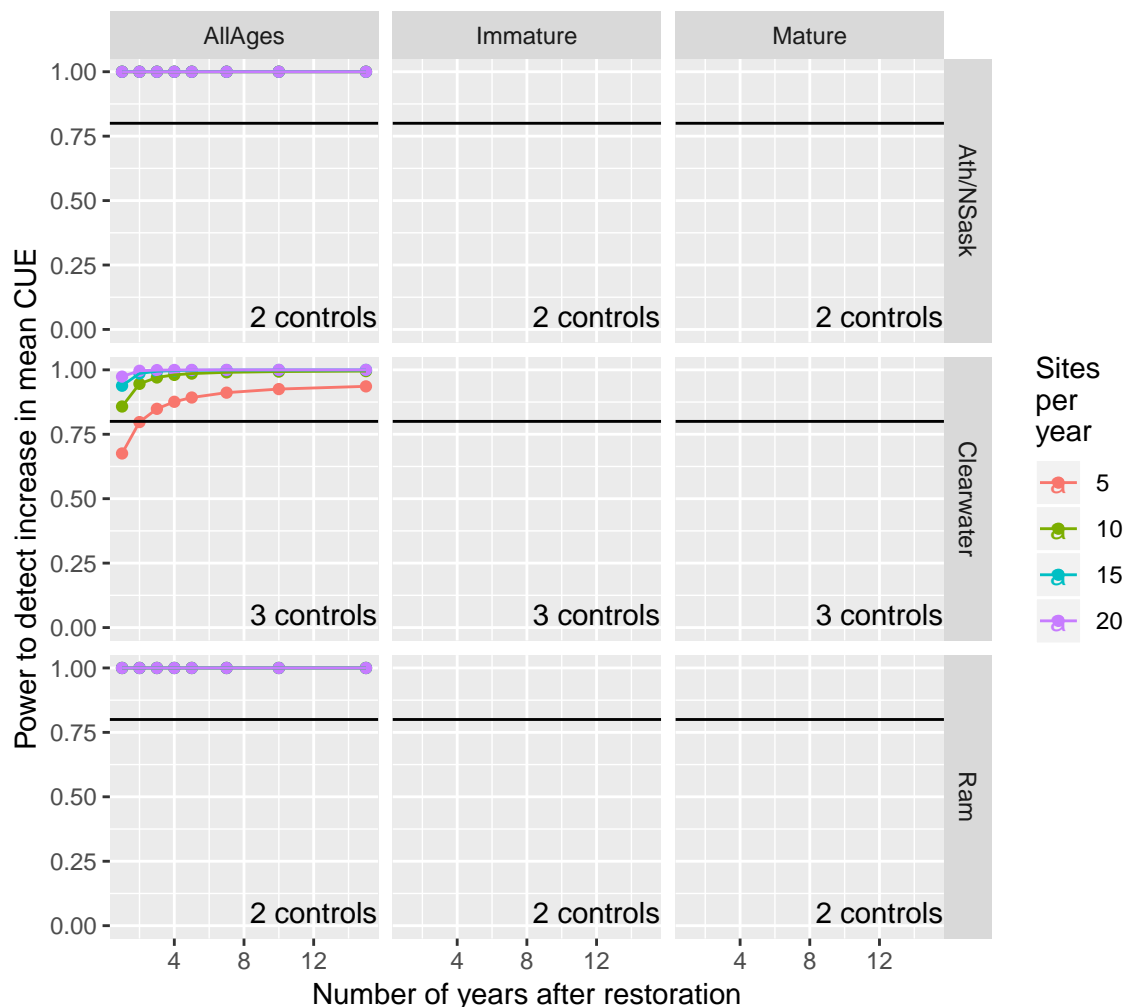 AllAges Immature Mature
Power to detect increase in mean CUE
1.00
0.75
0.50
0.25
0.00
2 controls 2 controls 2 controls
Ath/NSask
1.00
0.75
0.50
0.25
0.00
3 controls 3 controls 3 controls
Clearwater
1.00
0.75
0.50
0.25
0.00
2 controls 2 controls 2 controls
Ram
4 8 12 4 8 12 4 8 12
Number of years after restoration
Sites
per
year
a 5
a 10
a 15
a 20